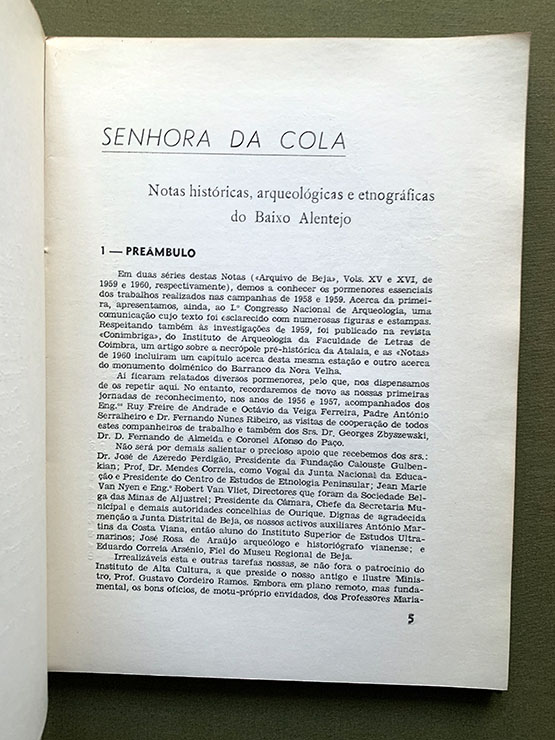 SENHORA DA COLA
Notas históricas, arqueológicas e etnográficas
do Baixo Alentejo
1 — PREÂMBULO
Em duas séries destas Notas («Arquivo de Beja», Vols. XV e XVI, de
1959 e 1960, respectivamente), demos a conhecer os pormenores essenciais
dos trabalhos realizados nas campanhas de 1958 e 1959. Acerca da primei-
ra, apresentamos, ainda, ao I.º Congresso Nacional de Arqueologia, uma
comunicação cujo texto foi esclarecido com numerosas figuras e estampas.
Respeitando também às investigações de 1959, foi publicado na revista
«Conimbriga», do Instituto de Arqueologia da Faculdade de Letras de
Coimbra, um artigo sobre a necrópole pré-histórica da Atalaia, e as «Notas»
de 1960 incluiram um capítulo acerca desta mesma estação e outro acerca
do monumento dolménico do Barranco da Nora Velha.
Aí ficaram relatados diversos pormenores, pelo que, nos dispensamos
de os repetir aqui. No entanto, recordaremos de novo as nossas primeiras
jornadas de reconhecimento, nos anos de 1956 e 1957, acompanhados dos
Eng.ᵒˢ Ruy Freire de Andrade e Octávio da Veiga Ferreira, Padre António
Serralheiro e Dr. Fernando Nunes Ribeiro, as visitas de cooperação de todos
estes companheiros de trabalho e também dos Srs. Dr. Georges Zbyszewski,
Dr. D. Fernando de Almeida e Coronel Afonso do Paço.
Não será por demais salientar o precioso apoio que recebemos dos srs.:
Dr. José de Azeredo Perdigão, Presidente da Fundação Calouste Gulben-
kian; Prof. Dr. Mendes Correia, como Vogal da Junta Nacional da Educa-
ção e Presidente do Centro de Estudos de Etnologia Peninsular; Jean Marie
Van Nyen e Eng.º Robert Van Vliet, Directores que foram da Sociedade Bel-
ga das Minas de Aljustrel; Presidente da Câmara, Chefe da Secretaria Mu-
nicipal e demais autoridades concelhias de Ourique. Dignas de agradecida
menção a Junta Distrital de Beja, os nossos activos auxiliares António Mar-
tins da Costa Viana, então aluno do Instituto Superior de Estudos Ultra-
marinos; José Rosa de Araújo arqueólogo e historiógrafo vianense; e
Eduardo Correia Arsénio, Fiel do Museu Regional de Beja.
Irrealizáveis esta e outras tarefas nossas, se não fora o patrocínio do
Instituto de Alta Cultura, a que preside o nosso antigo e ilustre Minis-
tro, Prof. Gustavo Cordeiro Ramos. Embora em plano remoto, mas funda-
mental, os bons ofícios, de motu-próprio envidados, dos Professores Maria-
5